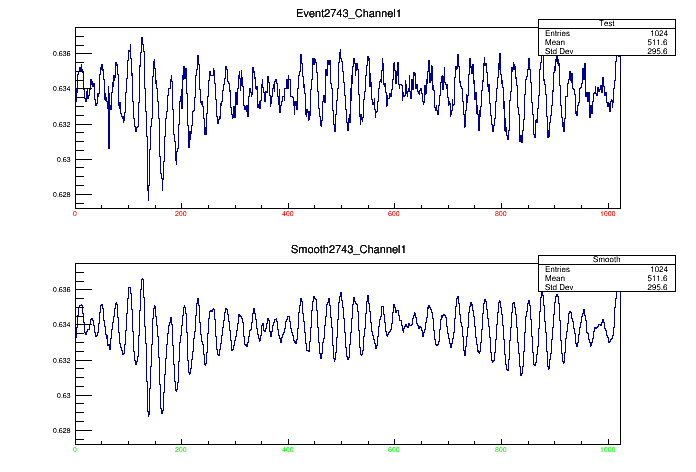 Event2743_Channel1
Test
Entries 1024
Mean 511.6
Std Dev 295.6
0.636
0.634
0.632
0.63
0.628
0 200 400 600 800 1000
Smooth2743_Channel1
Smooth
Entries 1024
Mean 511.6
Std Dev 295.6
0.636
0.634
0.632
0.63
0.628
0 200 400 600 800 1000